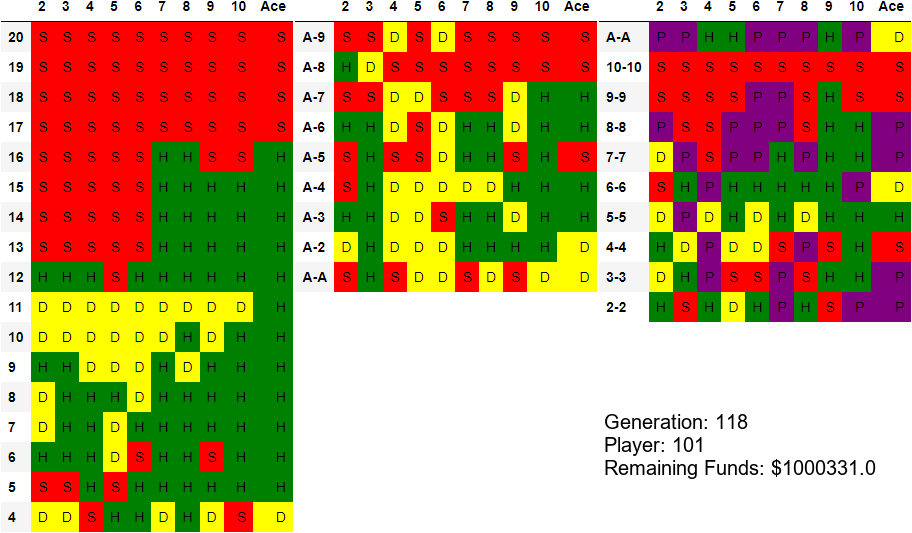 2 3 4 5 6 7 8 9 10 Ace
20 S S S S S S S S S S
19 S S S S S S S S S S
18 S S S S S S S S S S
17 S S S S S S S S S S
16 S S S S S H H S S H
15 S S S S S H H H H H
14 S S S S S H H H H H
13 S S S S S H H H H H
12 H H H S H H H H H H
11 D D D D D D D D D H
10 D D D D D D H D H H
9 H H D D D H D H H H
8 D H H H D H H H H H
7 D H H D H H H H H H
6 H H H D S H H S H H
5 S S H S H H H H H H
4 D D S H H D H D S D
2 3 4 5 6 7 8 9 10 Ace
A-9 S S D S D S S S S S
A-8 H D S S S S S S S S
A-7 S S D D S S S D H H
A-6 H H D S D H H D H H
A-5 S H S S D H H S H S
A-4 S H D D D D D H H H
A-3 H H D D S H H D H H
A-2 D H D D D H H H H D
A-A S H S D D S D S D D
2 3 4 5 6 7 8 9 10 Ace
A-A P P H H P P P H P D
10-10 S S S S S S S S S S
9-9 S S S S P P S H S S
8-8 P S S P P P S H H P
7-7 D P S P P H P H H P
6-6 S H P H H H H H P D
5-5 D P D H D H D H H H
4-4 H D P D D S P S H S
3-3 D H P S S P S H H P
2-2 H S H D H P H S P P
Generation: 118
Player: 101
Remaining Funds: $1000331.0